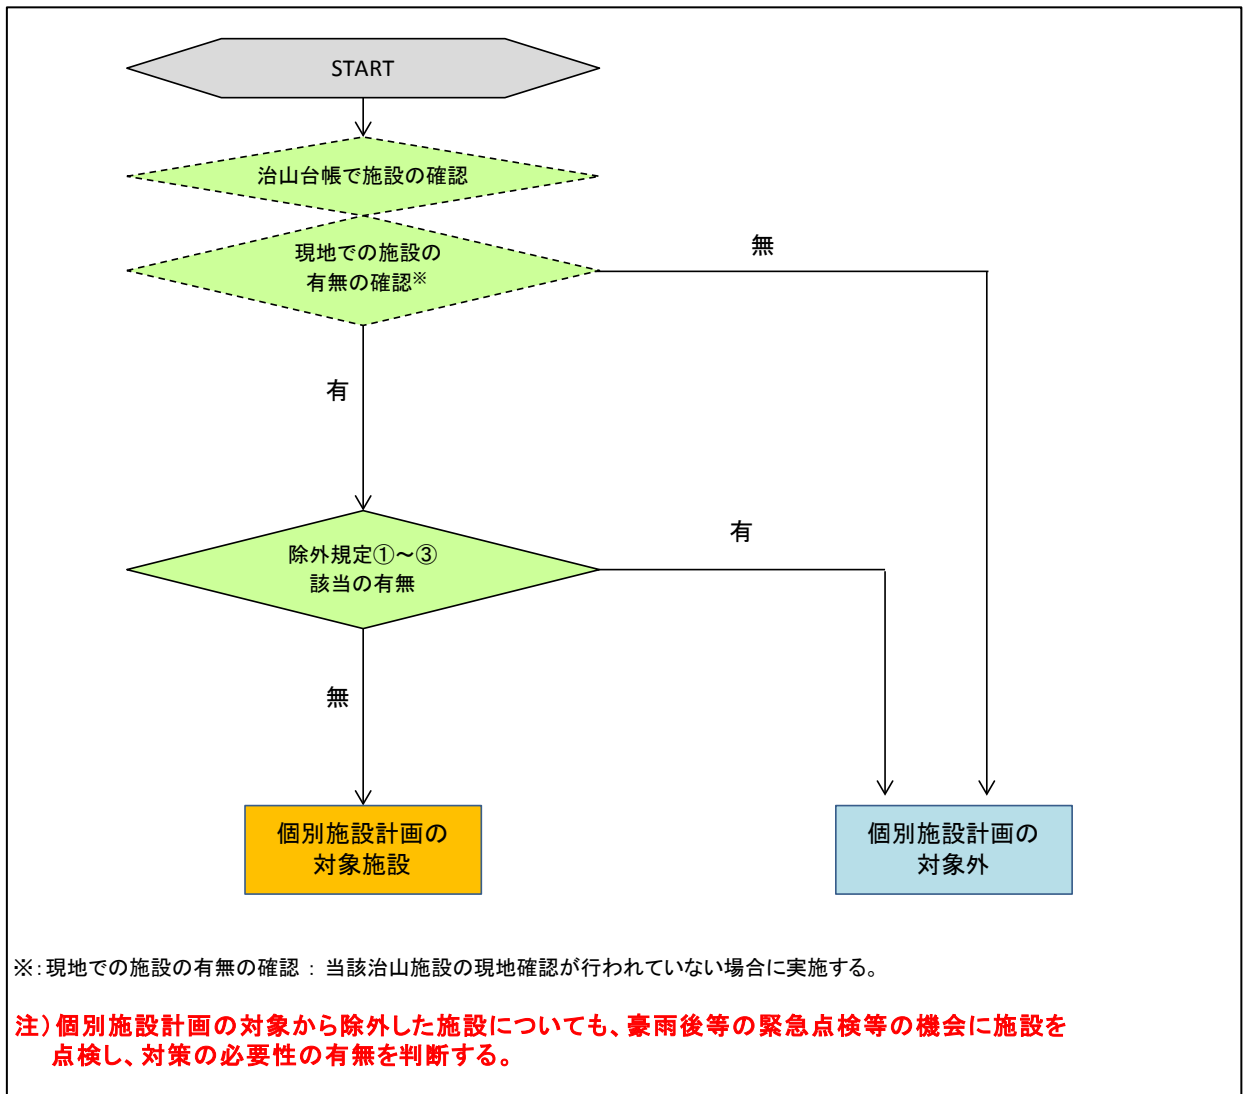 START
治山台帳で施設の確認
現地での施設の
有無の確認※
無
有
除外規定①～③
該当の有無
有
無
個別施設計画の
対象施設
個別施設計画の
対象外
※：現地での施設の有無の確認 ： 当該治山施設の現地確認が行われていない場合に実施する。
注）個別施設計画の対象から除外した施設についても、豪雨後等の緊急点検等の機会に施設を
点検し、対策の必要性の有無を判断する。